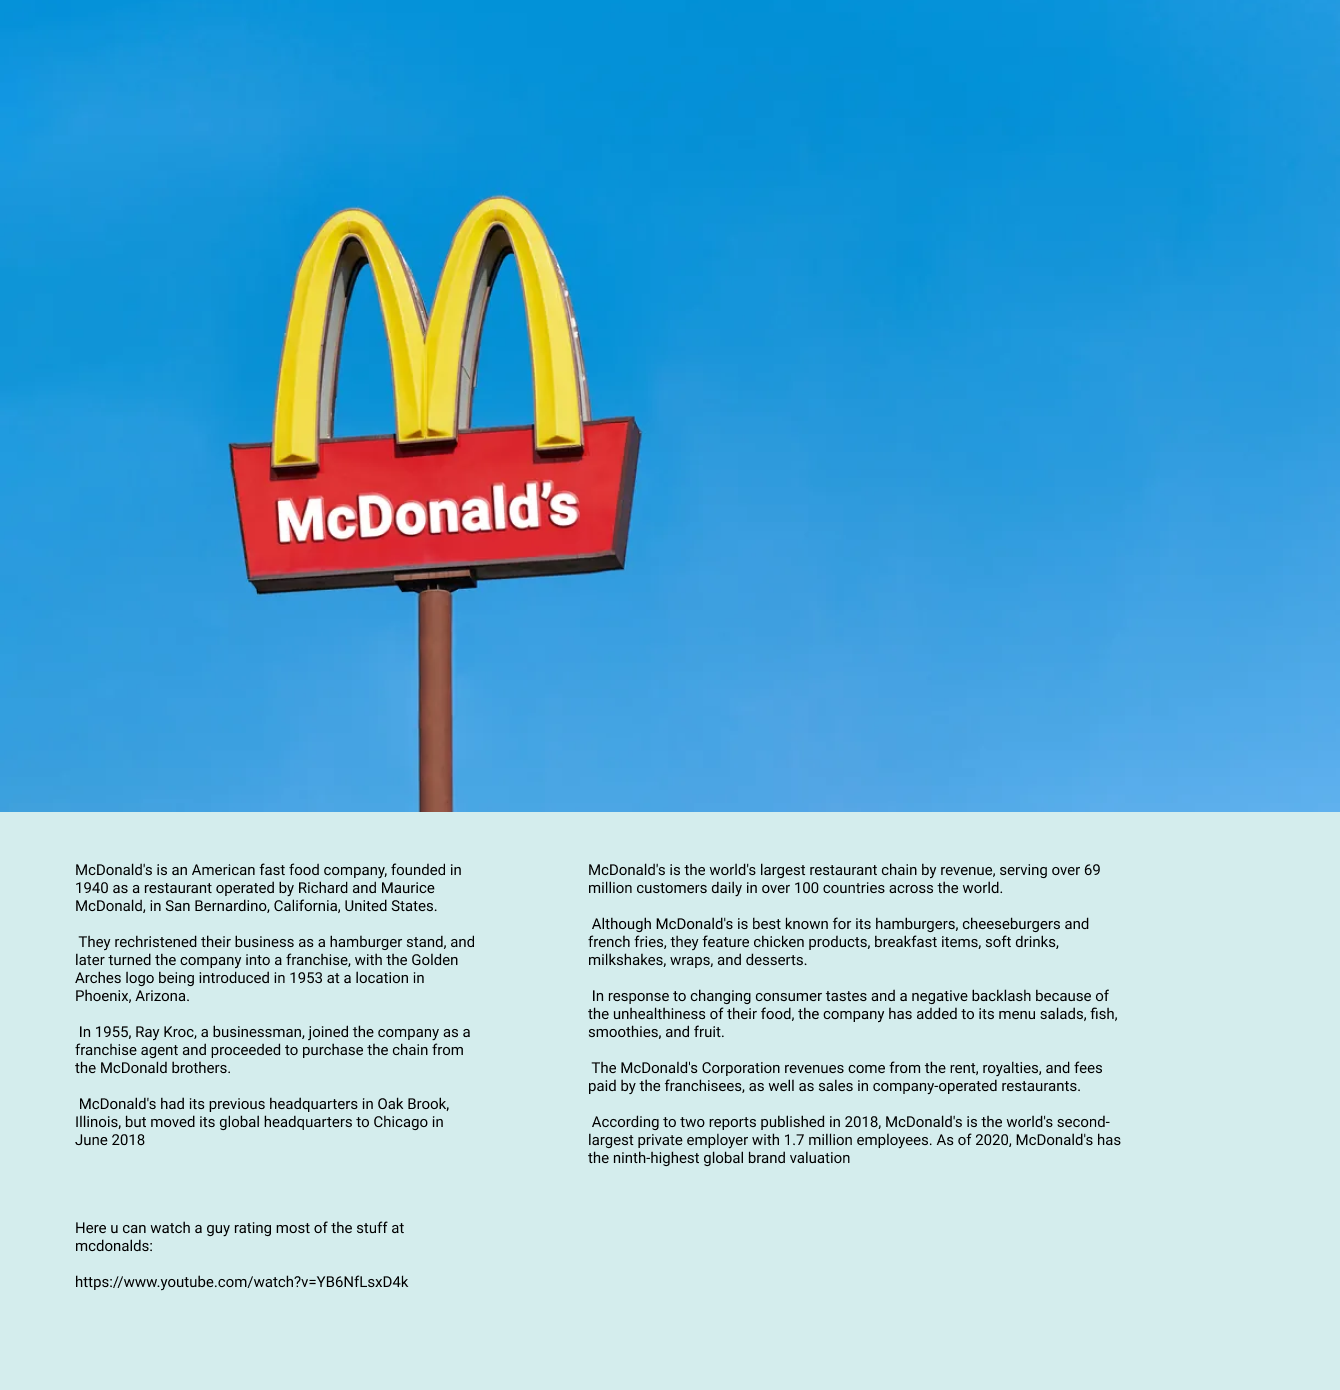 McDonald's
McDonald's is an American fast food company, founded in
1940 as a restaurant operated by Richard and Maurice
McDonald, in San Bernardino, California, United States.
They rechristened their business as a hamburger stand, and
later turned the company into a franchise, with the Golden
Arches logo being introduced in 1953 at a location in
Phoenix, Arizona.
In 1955, Ray Kroc, a businessman, joined the company as a
franchise agent and proceeded to purchase the chain from
the McDonald brothers.
McDonald's had its previous headquarters in Oak Brook,
Illinois, but moved its global headquarters to Chicago in
June 2018
Here u can watch a guy rating most of the stuff at
mcdonalds:
https://www.youtube.com/watch?v=YB6NfLsxD4k
McDonald's is the world's largest restaurant chain by revenue, serving over 69
million customers daily in over 100 countries across the world.
Although McDonald's is best known for its hamburgers, cheeseburgers and
french fries, they feature chicken products, breakfast items, soft drinks,
milkshakes, wraps, and desserts.
In response to changing consumer tastes and a negative backlash because of
the unhealthiness of their food, the company has added to its menu salads, fish,
smoothies, and fruit.
The McDonald's Corporation revenues come from the rent, royalties, and fees
paid by the franchisees, as well as sales in company-operated restaurants.
According to two reports published in 2018, McDonald's is the world's second-
largest private employer with 1.7 million employees. As of 2020, McDonald's has
the ninth-highest global brand valuation